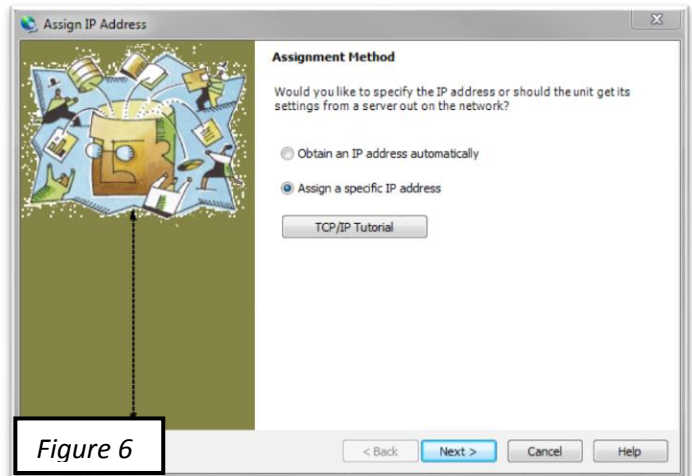 Assign IP Address
X
Assignment Method
Would you like to specify the IP address or should the unit get its
settings from a server out on the network?
Obtain an IP address automatically
Assign a specific IP address
TCP/IP Tutorial
< Back
Next >
Cancel
Help
Figure 6